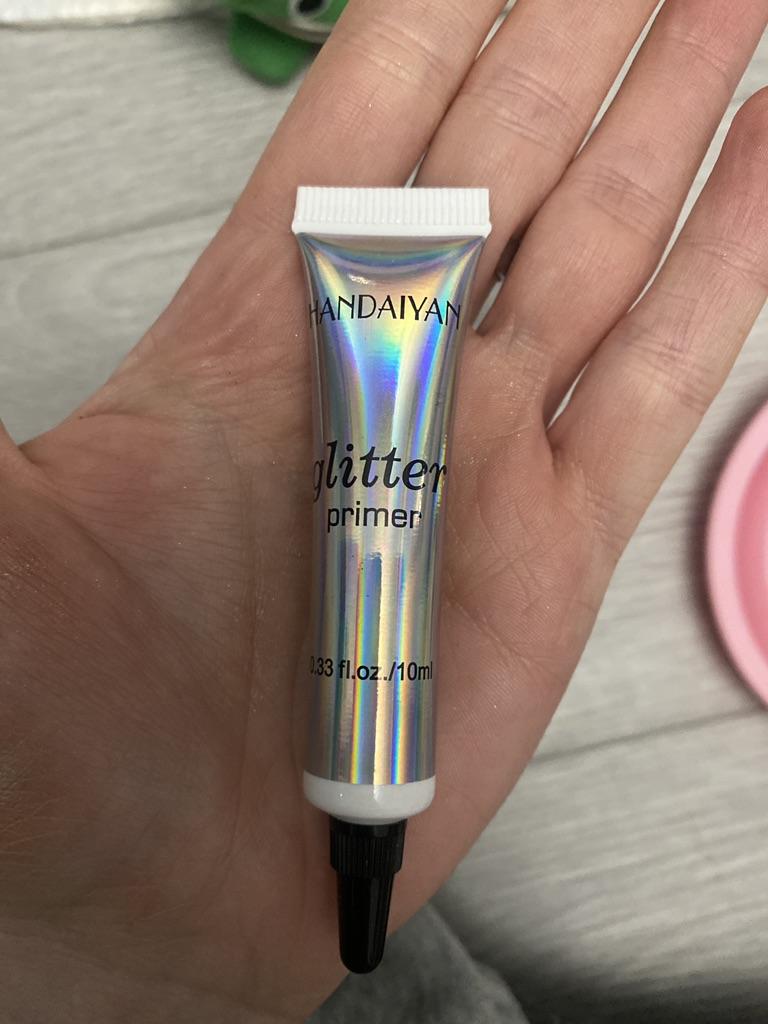 HANDAIYAN
glitter
primer
0.33 fl.oz./10ml